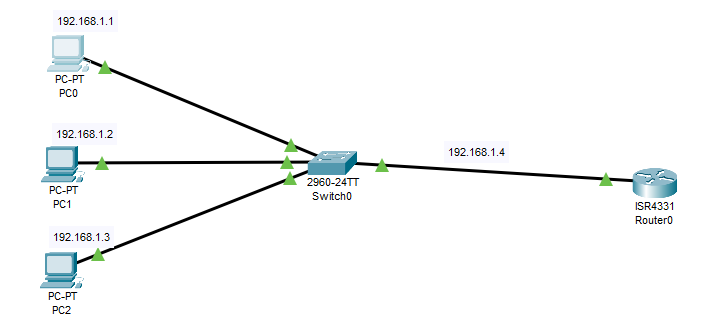 192.168.1.1
PC-PT
PC0
192.168.1.2
PC-PT
PC1
192.168.1.3
PC-PT
PC2
2960-24TT
Switch0
192.168.1.4
ISR4331
Router0